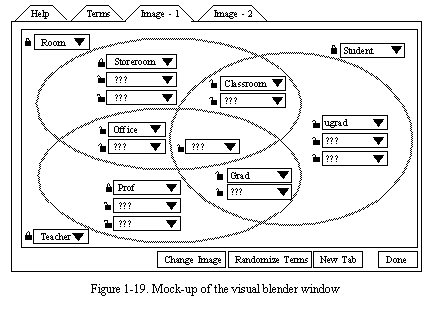 Help Terms Image - 1 Image - 2
Room Student
Storeroom
???
???
Classroom
???
Office
???
???
ugrad
???
???
Grad
???
Prof
???
???
Teacher
Change Image Randomize Terms New Tab Done
Figure 1-19. Mock-up of the visual blender window